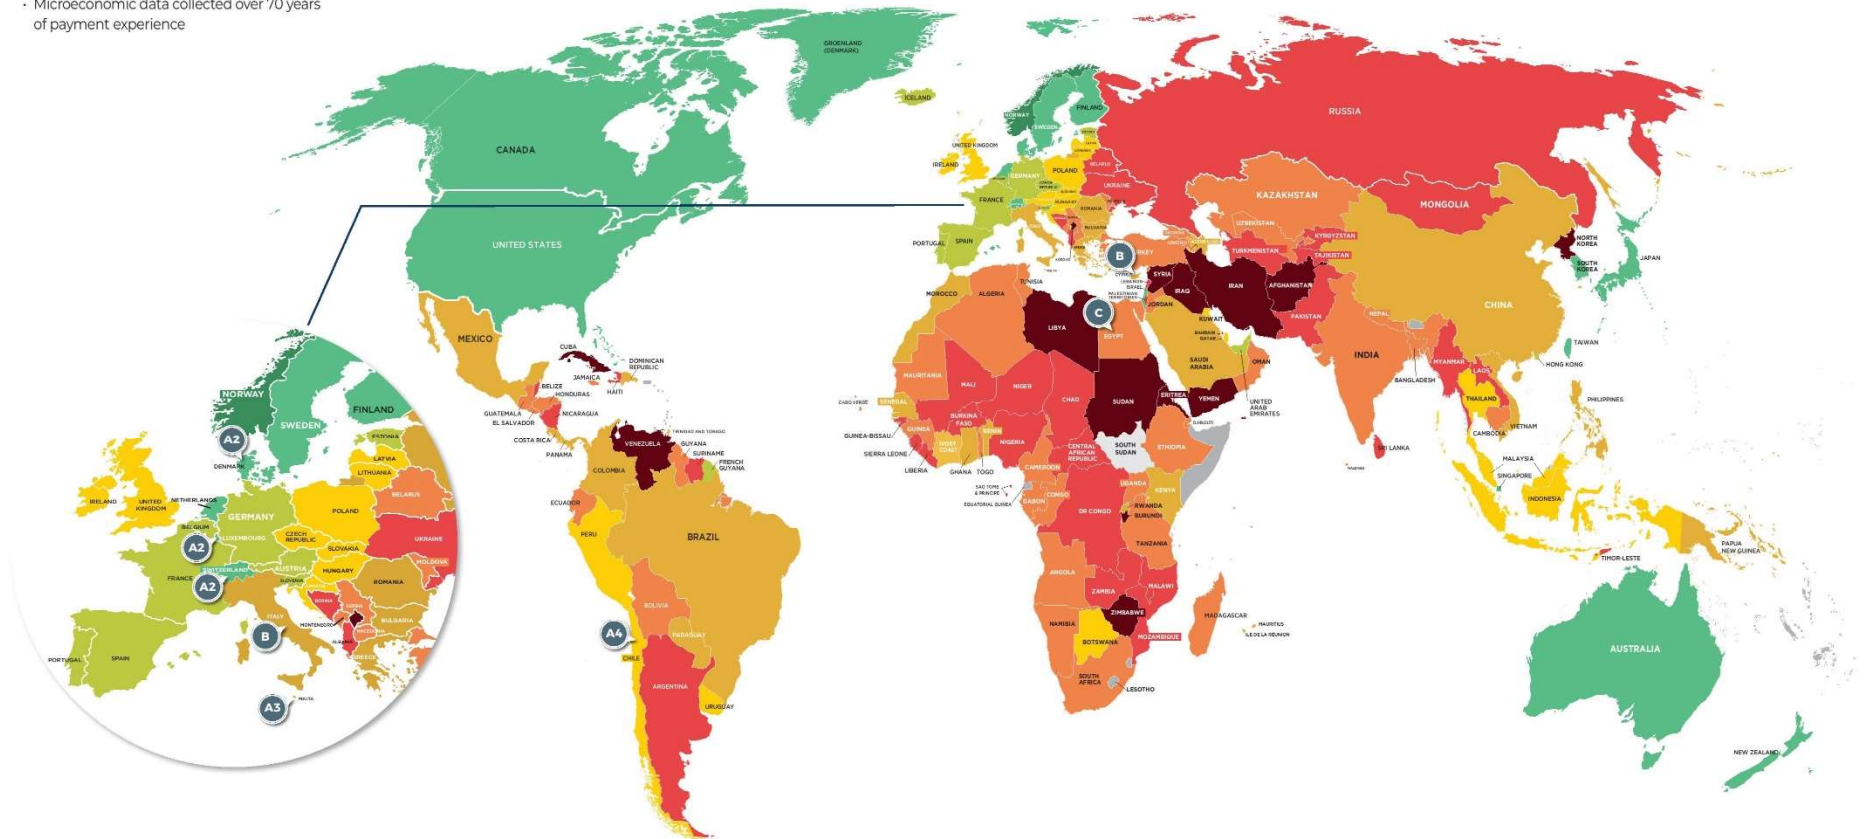 · Microeconomic data collected over 70 years
of payment experience
GROENLAND
(DENMARK)
ICELAND
CANADA
UNITED STATES
MEXICO
CUBA
JAMAICA
HAITI
DOMINICAN
REPUBLIC
BELIZE
HONDURAS
GUATEMALA
EL SALVADOR
NICARAGUA
COSTA RICA
PANAMA
TRINIDAD AND TOBAGO
VENEZUELA
GUYANA
SURINAME
FRENCH
GUYANA
COLOMBIA
ECUADOR
PERU
BRAZIL
BOLIVIA
PARAGUAY
A4
CHILE
ARGENTINA
URUGUAY
NORWAY
FINLAND
SWEDEN
A2
DENMARK
ESTONIA
LATVIA
LITHUANIA
BELARUS
IRELAND
UNITED
KINGDOM
NETHERLANDS
BELGIUM
GERMANY
POLAND
UKRAINE
LUXEMBOURG
CZECH
REPUBLIC
SLOVAKIA
A2
FRANCE
SWITZERLAND
A2
AUSTRIA
HUNGARY
MOLDOVA
SLOVENIA
ROMANIA
BOSNIA
SERBIA
ITALY
B
MONTENEGRO
BULGARIA
MACEDONIA
ALBANIA
GREECE
PORTUGAL
SPAIN
A3
MALTA
NORWAY
SWEDEN
FINLAND
UNITED KINGDOM
IRELAND
GERMANY
POLAND
BELARUS
UKRAINE
FRANCE
ROMANIA
BULGARIA
PORTUGAL
SPAIN
RUSSIA
KAZAKHSTAN
MONGOLIA
UZBEKISTAN
KYRGYZSTAN
TURKMENISTAN
TAJIKISTAN
B
TURKEY
CYPRUS
SYRIA
LEBANON
ISRAEL
PALESTINIAN
TERRITORIES
JORDAN
IRAQ
IRAN
AFGHANISTAN
PAKISTAN
KUWAIT
BAHRAIN
QATAR
SAUDI
ARABIA
OMAN
UNITED
ARAB
EMIRATES
YEMEN
NORTH
KOREA
SOUTH
KOREA
JAPAN
CHINA
NEPAL
INDIA
BANGLADESH
MYANMAR
LAOS
THAILAND
CAMBODIA
VIETNAM
TAIWAN
HONG KONG
PHILIPPINES
SRI LANKA
MALDIVES
MALAYSIA
SINGAPORE
INDONESIA
TIMOR-LESTE
PAPUA
NEW GUINEA
AUSTRALIA
NEW ZEALAND
MOROCCO
ALGERIA
TUNISIA
LIBYA
C
EGYPT
MAURITANIA
MALI
NIGER
CHAD
SUDAN
ERITREA
DJIBOUTI
CABO VERDE
SENEGAL
GUINEA-BISSAU
GUINEA
SIERRA LEONE
LIBERIA
IVORY
COAST
BURKINA
FASO
GHANA
TOGO
BENIN
NIGERIA
CAMEROON
CENTRAL
AFRICAN
REPUBLIC
SOUTH
SUDAN
ETHIOPIA
SAO TOME
& PRINCIPE
EQUATORIAL GUINEA
GABON
CONGO
DR CONGO
UGANDA
KENYA
RWANDA
BURUNDI
TANZANIA
ANGOLA
ZAMBIA
MALAWI
ZIMBABWE
MOZAMBIQUE
NAMIBIA
BOTSWANA
SOUTH
AFRICA
LESOTHO
MADAGASCAR
MAURITIUS
ILE DE LA REUNION